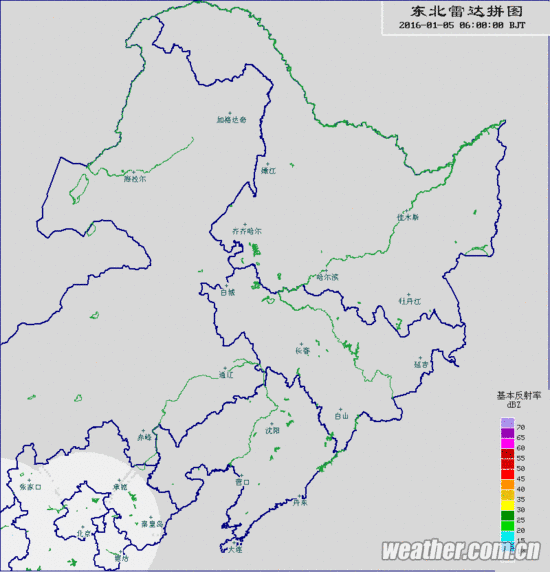 东北雷达拼图
2016-01-05 06:00:00 BJT
加格达奇
嫩江
海拉尔
佳木斯
齐齐哈尔
哈尔滨
白城
牡丹江
长春
延吉
通辽
白山
赤峰
沈阳
张家口
承德
营口
丹东
秦皇岛
北京
大连
廊坊
基本反射率
dBZ
70
65
60
55
50
45
40
35
30
25
20
15
weather.com.cn